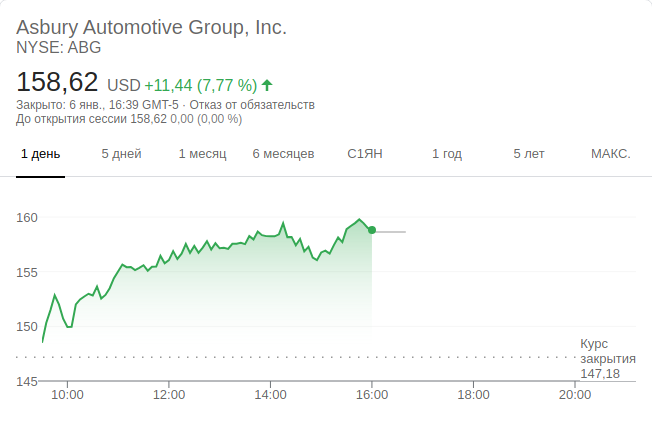 Asbury Automotive Group, Inc.
NYSE: ABG
158,62 USD +11,44 (7,77 %)
Закрыто: 6 янв., 16:39 GMT-5 · Отказ от обязательств
До открытия сессии 158,62 0,00 (0,00 %)
1 день 5 дней 1 месяц 6 месяцев С1ЯН 1 год 5 лет МАКС.
160
155
150
Курс
закрытия
147,18
145
10:00 12:00 14:00 16:00 18:00 20:00